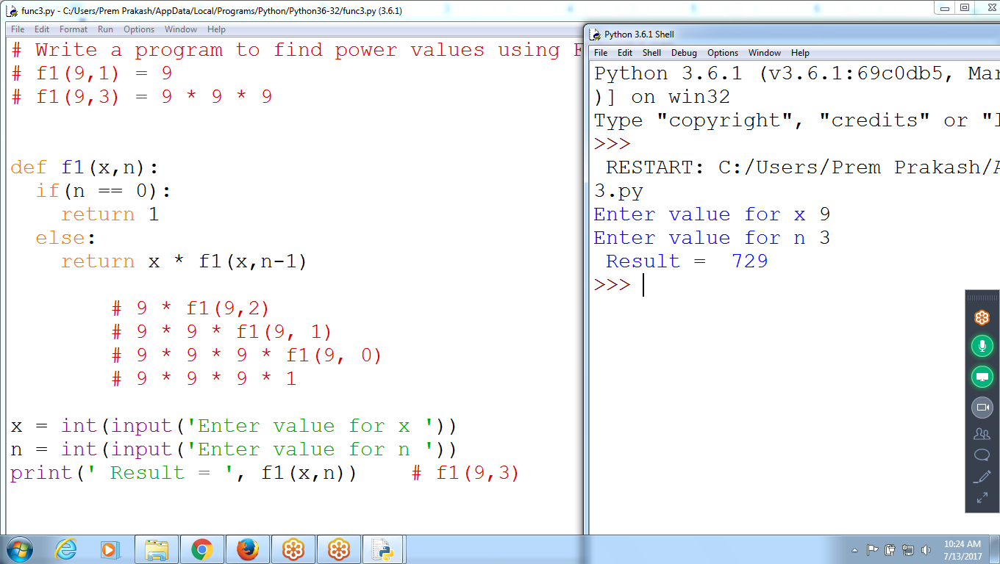 func3.py - C:/Users/Prem Prakash/AppData/Local/Programs/Python/Python36-32/func3.py (3.6.1)
File Edit Format Run Options Window Help
# Write a program to find power values using
# f1(9,1) = 9
# f1(9,3) = 9 * 9 * 9
def f1(x,n):
if(n == 0):
return 1
else:
return x * f1(x,n-1)
# 9 * f1(9,2)
# 9 * 9 * f1(9, 1)
# 9 * 9 * 9 * f1(9, 0)
# 9 * 9 * 9 * 1
x = int(input('Enter value for x '))
n = int(input('Enter value for n '))
print(' Result = ', f1(x,n)) # f1(9,3)
Python 3.6.1 Shell
File Edit Shell Debug Options Window Help
Python 3.6.1 (v3.6.1:69c0db5, Mar
)] on win32
Type "copyright", "credits" or "
>>>
RESTART: C:/Users/Prem Prakash/
3.py
Enter value for x 9
Enter value for n 3
Result = 729
>>>
10:24 AM
7/13/2017